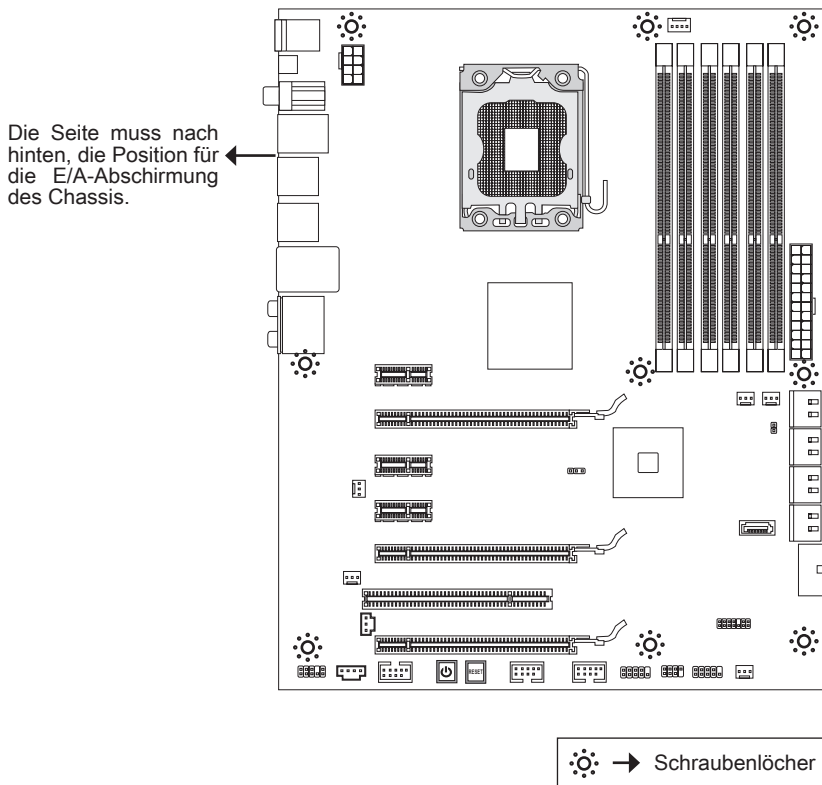 Die Seite muss nach
hinten, die Position für
die E/A-Abschirmung
des Chassis.
RESET
Schraubenlöcher